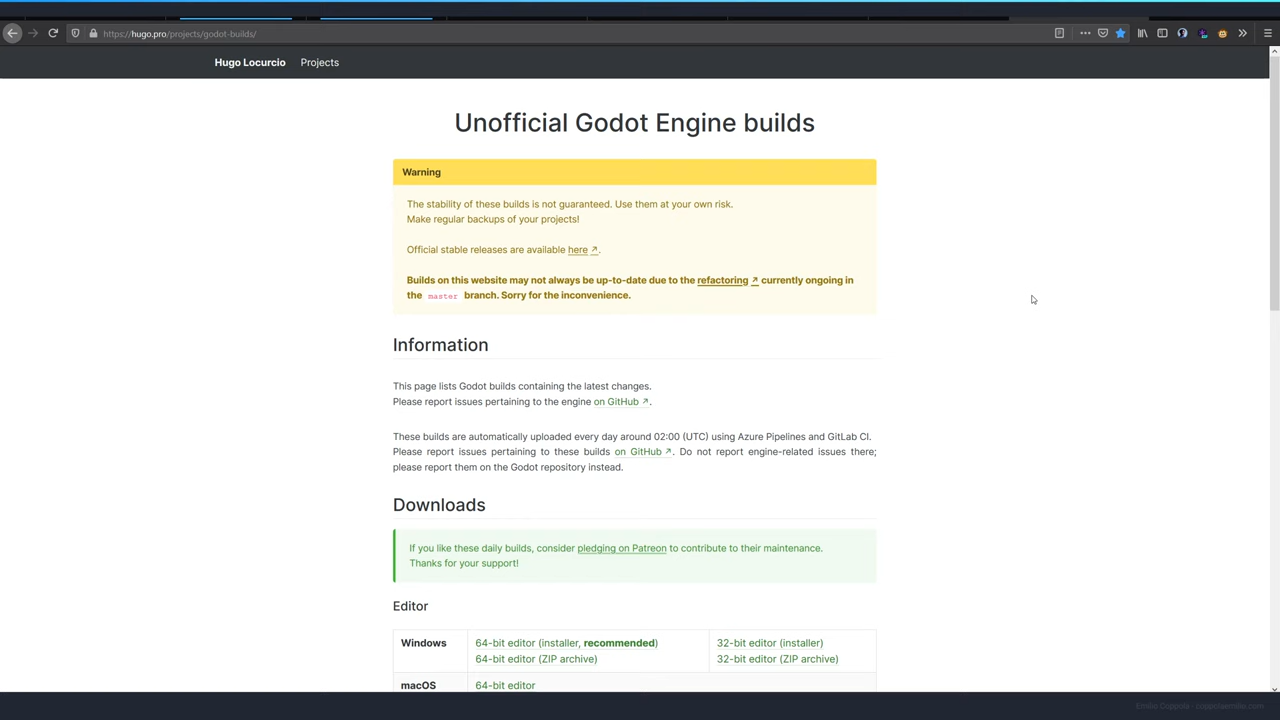 https://hugo.pro/projects/godot-builds/
Hugo Locurcio Projects
Unofficial Godot Engine builds
Warning
The stability of these builds is not guaranteed. Use them at your own risk.
Make regular backups of your projects!
Official stable releases are available here ↗.
Builds on this website may not always be up-to-date due to the refactoring ↗ currently ongoing in
the master branch. Sorry for the inconvenience.
Information
This page lists Godot builds containing the latest changes.
Please report issues pertaining to the engine on GitHub ↗.
These builds are automatically uploaded every day around 02:00 (UTC) using Azure Pipelines and GitLab CI.
Please report issues pertaining to these builds on GitHub ↗. Do not report engine-related issues there;
please report them on the Godot repository instead.
Downloads
If you like these daily builds, consider pledging on Patreon to contribute to their maintenance.
Thanks for your support!
Editor
Windows 64-bit editor (installer, recommended) 32-bit editor (installer)
64-bit editor (ZIP archive) 32-bit editor (ZIP archive)
macOS 64-bit editor
Emilio Coppola - coppolaemilio.com